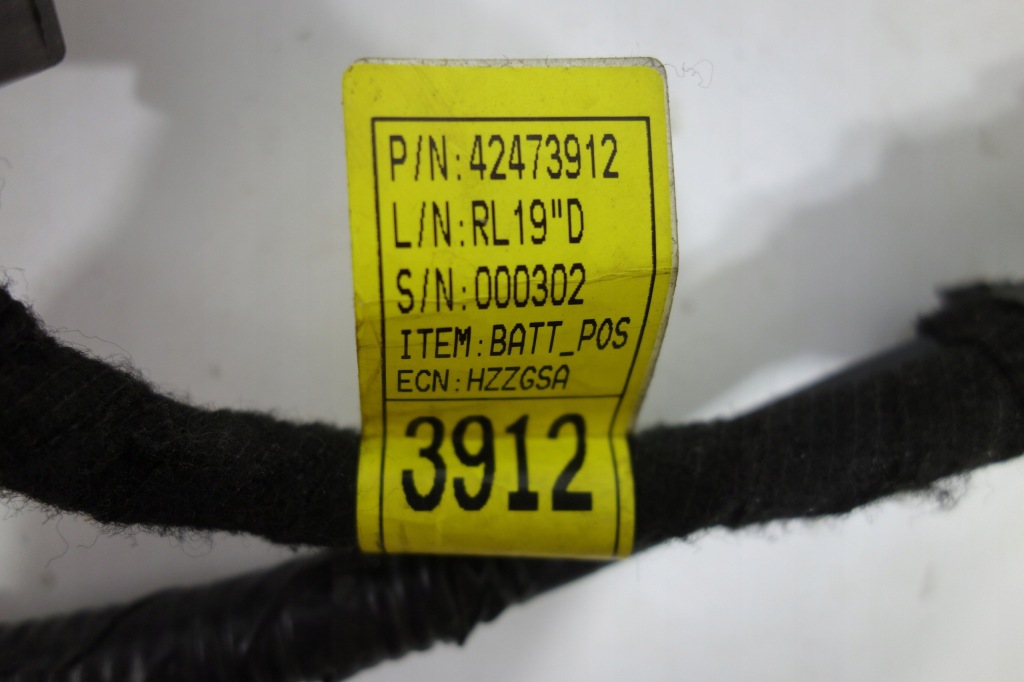 P/N:42473912
L/N:RL19"D
S/N:000302
ITEM:BATT_POS
ECN:HZZGSA
3912